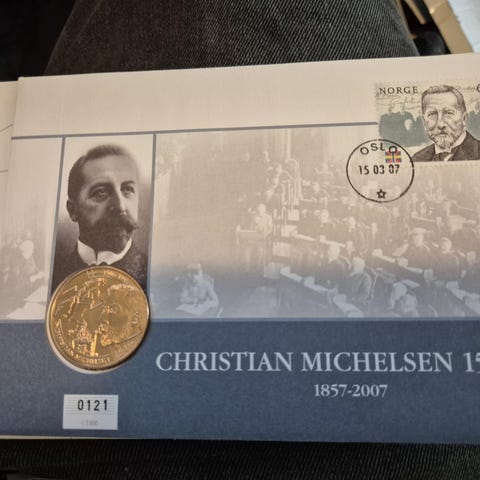 NORGE
OSLO
15 03 07
CHRISTIAN MICHELSEN 15
1857-2007
0121